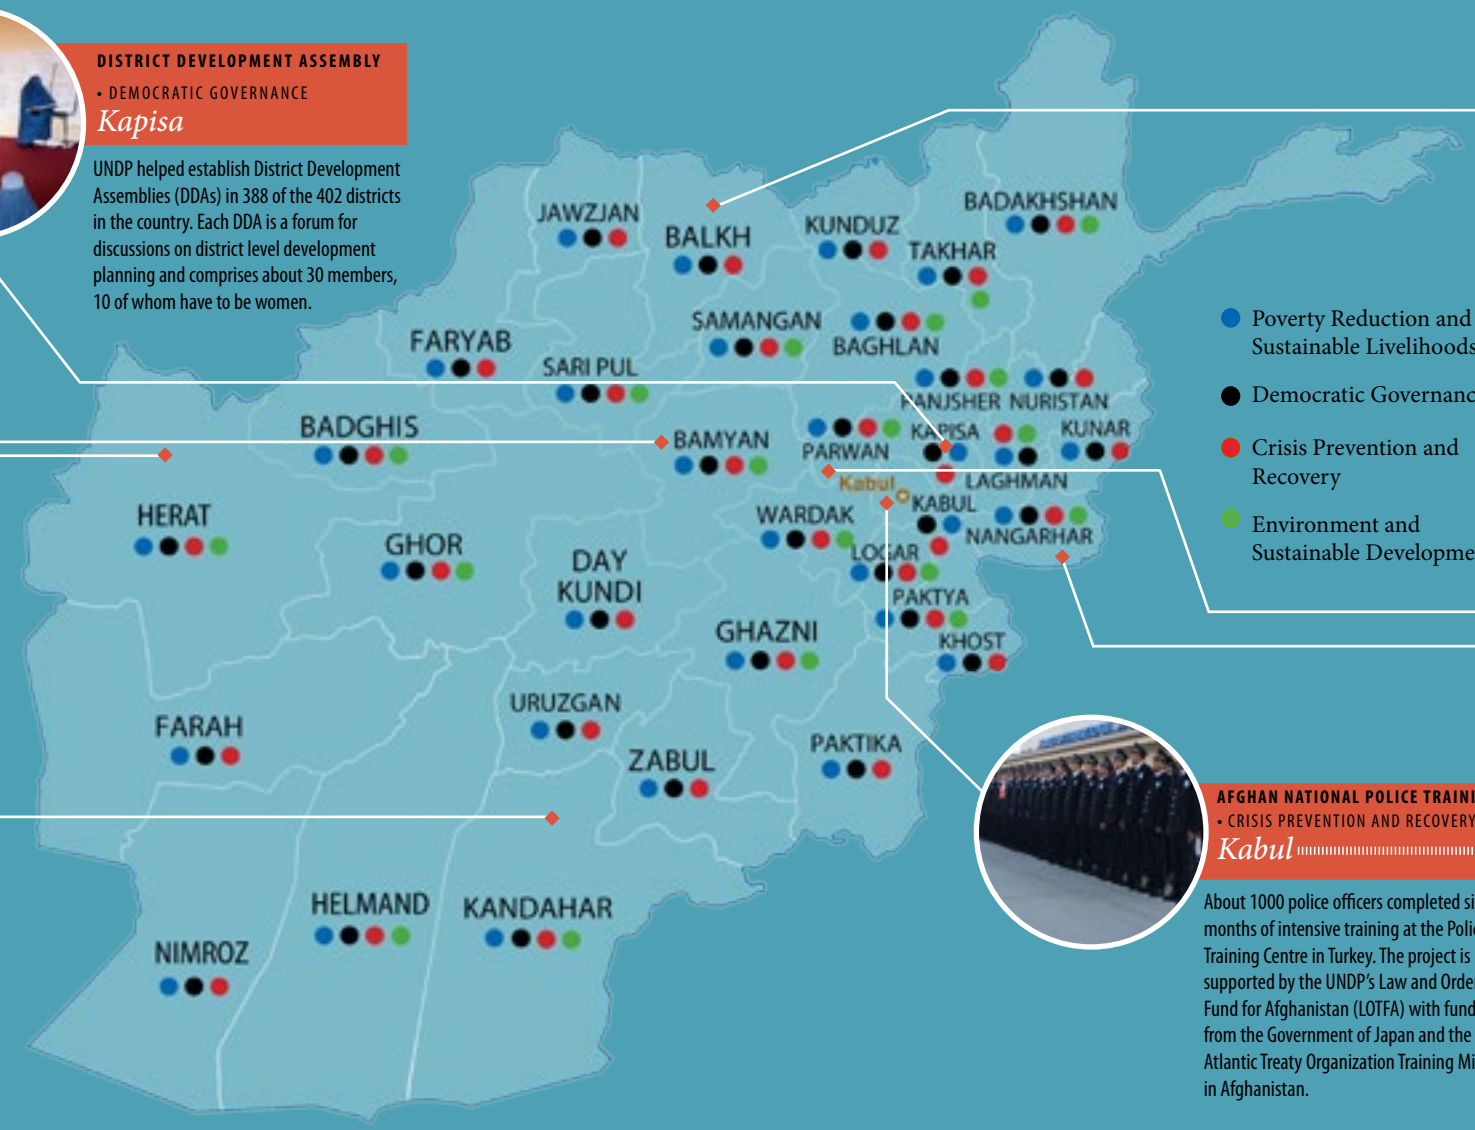 DISTRICT DEVELOPMENT ASSEMBLY
• DEMOCRATIC GOVERNANCE
Kapisa
UNDP helped establish District Development
Assemblies (DDAs) in 388 of the 402 districts
in the country. Each DDA is a forum for
discussions on district level development
planning and comprises about 30 members,
10 of whom have to be women.
BADAKHSHAN
JAWZJAN
BALKH
KUNDUZ
TAKHAR
SAMANGAN
BAGHLAN
FARYAB
SARI PUL
PANJSHER
NURISTAN
BADGHIS
BAMYAN
PARWAN
KAPISA
KUNAR
LAGHMAN
Kabul
KABUL
HERAT
WARDAK
NANGARHAR
GHOR
LOGAR
DAY
KUNDI
PAKTYA
GHAZNI
KHOST
URUZGAN
FARAH
ZABUL
PAKTIKA
HELMAND
KANDAHAR
NIMROZ
Poverty Reduction and
Sustainable Livelihoods
Democratic Governanc
Crisis Prevention and
Recovery
Environment and
Sustainable Developme
AFGHAN NATIONAL POLICE TRAINI
• CRISIS PREVENTION AND RECOVERY
Kabul
About 1000 police officers completed si
months of intensive training at the Polic
Training Centre in Turkey. The project is
supported by the UNDP's Law and Orde
Fund for Afghanistan (LOTFA) with fund
from the Government of Japan and the
Atlantic Treaty Organization Training Mi
in Afghanistan.